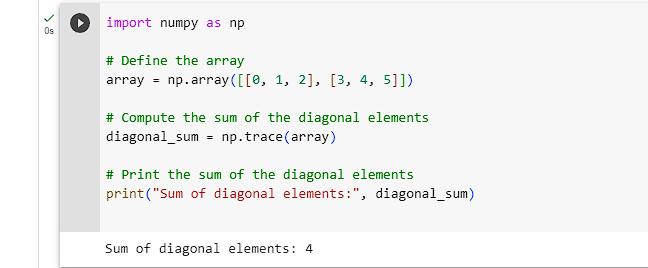 0s
import numpy as np
# Define the array
array = np.array([[0, 1, 2], [3, 4, 5]])
# Compute the sum of the diagonal elements
diagonal_sum = np.trace(array)
# Print the sum of the diagonal elements
print("Sum of diagonal elements:", diagonal_sum)
Sum of diagonal elements: 4